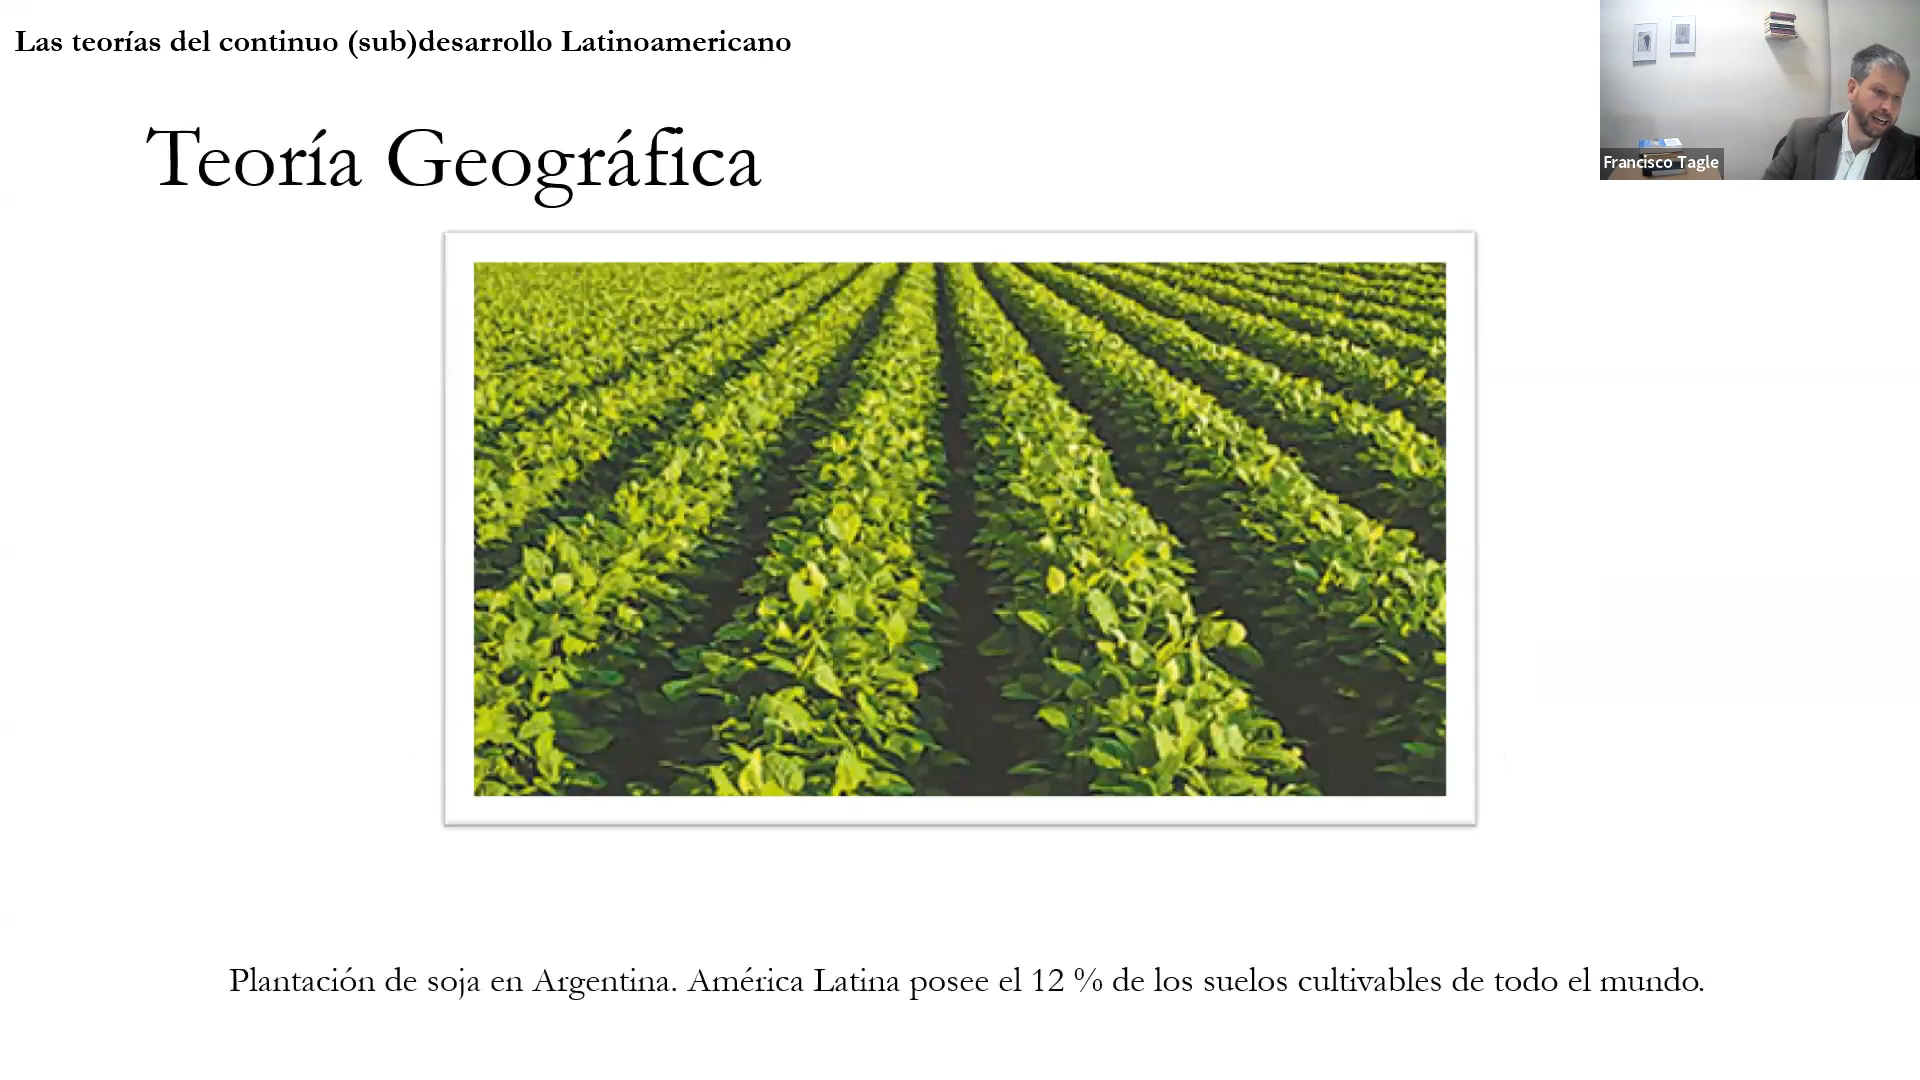 Las teorías del continuo (sub)desarrollo Latinoamericano
Teoría Geográfica
Francisco Tagle
Plantación de soja en Argentina. América Latina posee el 12 % de los suelos cultivables de todo el mundo.